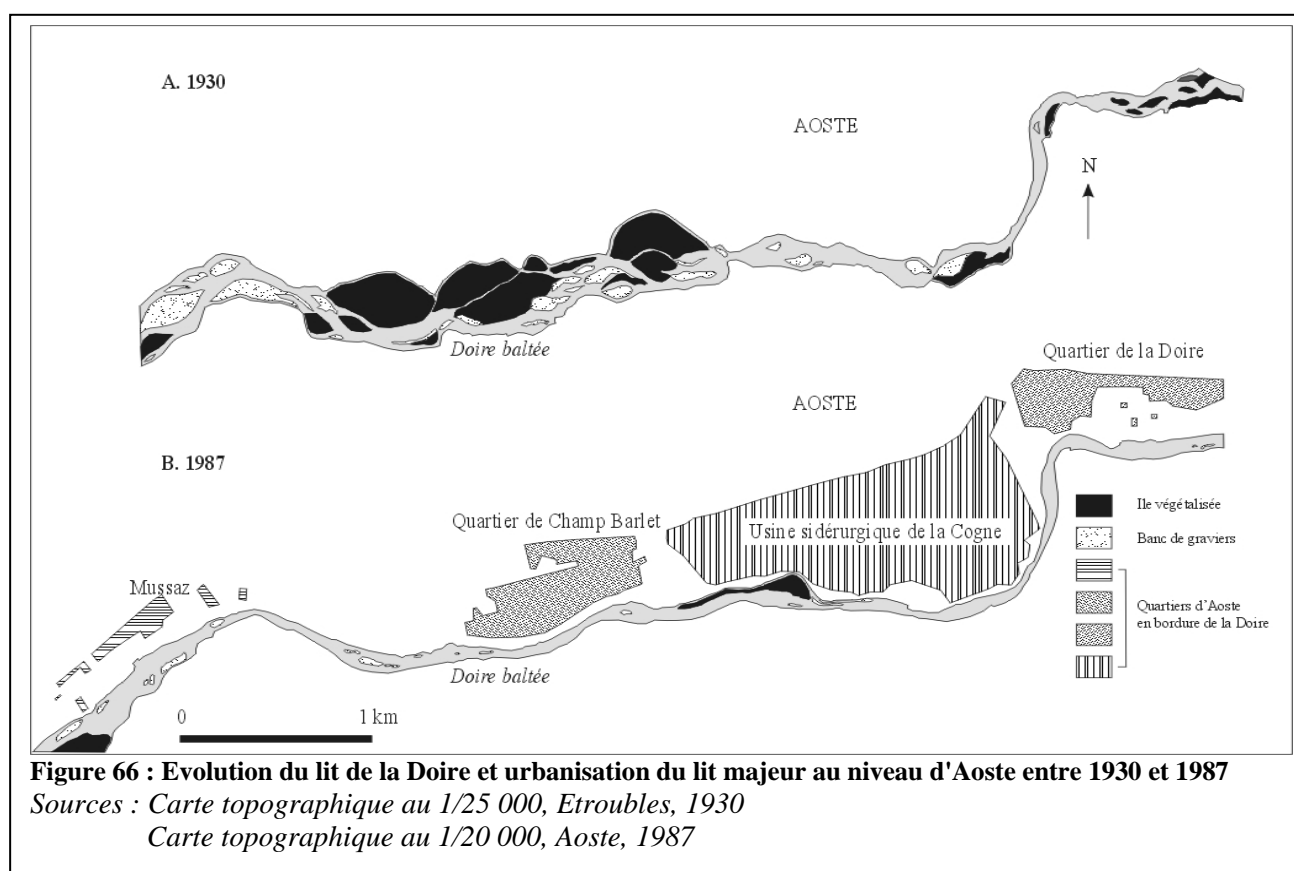 A. 1930
AOSTE
N
Doire baltée
Quartier de la Doire
AOSTE
B. 1987
Quartier de Champ Barlet
Usine sidérurgique de la Cogne
Mussaz
Doire baltée
Ile végétalisée
Banc de graviers
Quartiers d'Aoste
en bordure de la Doire
0 1 km
Figure 66 : Evolution du lit de la Doire et urbanisation du lit majeur au niveau d'Aoste entre 1930 et 1987
Sources : Carte topographique au 1/25 000, Etroubles, 1930
Carte topographique au 1/20 000, Aoste, 1987